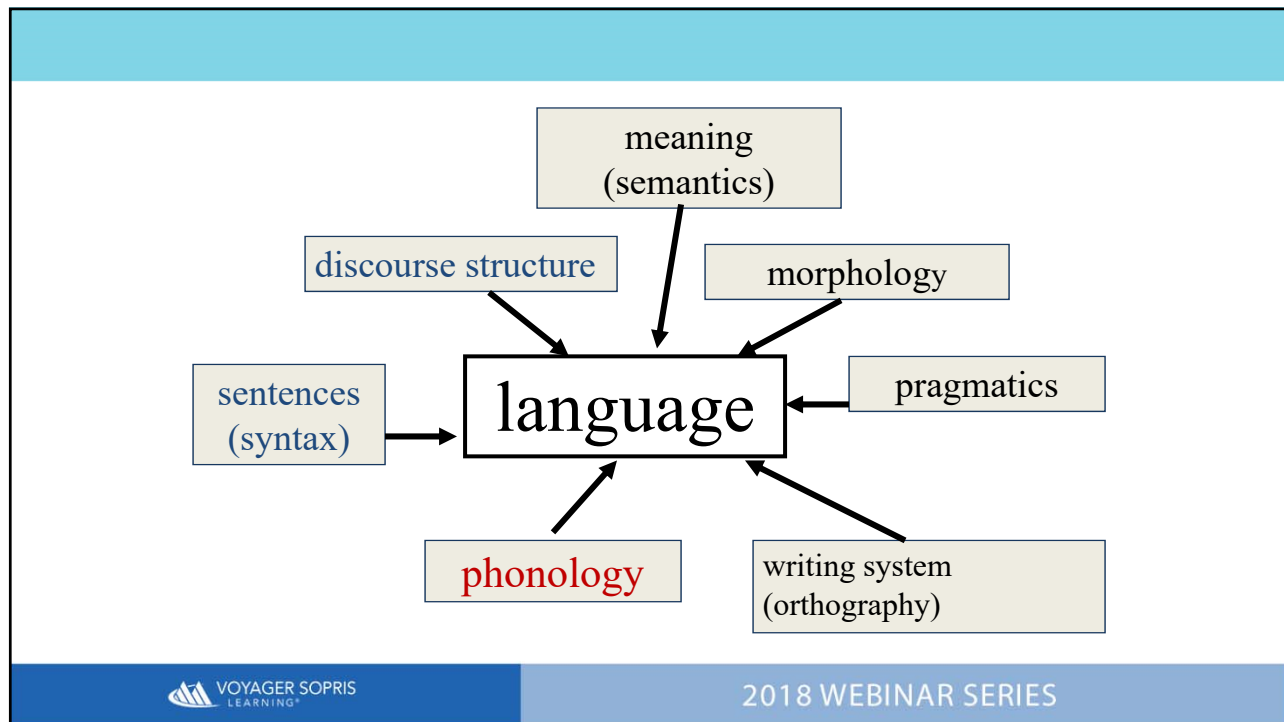 meaning
(semantics)
discourse structure
morphology
sentences
(syntax)
language
pragmatics
phonology
writing system
(orthography)
VOYAGER SOPRIS
LEARNING®
2018 WEBINAR SERIES